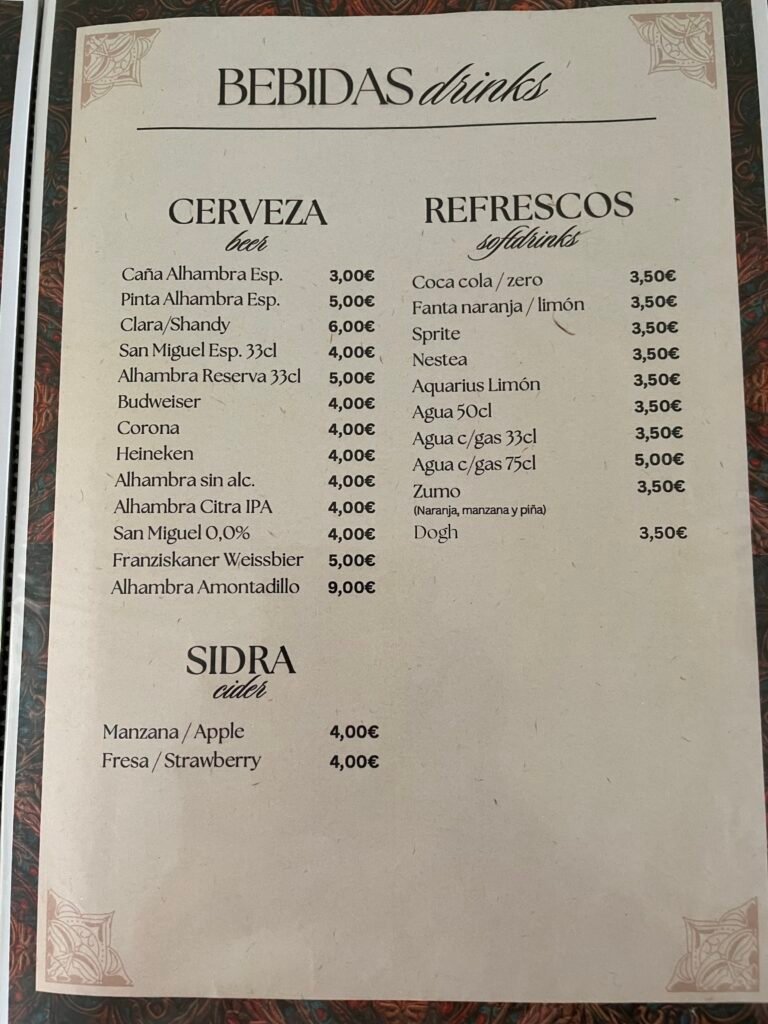 BEBIDAS drinks
CERVEZA
beer
Caña Alhambra Esp. 3,00€
Pinta Alhambra Esp. 5,00€
Clara/Shandy 6,00€
San Miguel Esp. 33cl 4,00€
Alhambra Reserva 33cl 5,00€
Budweiser 4,00€
Corona 4,00€
Heineken 4,00€
Alhambra sin alc. 4,00€
Alhambra Citra IPA 4,00€
San Miguel 0,0% 4,00€
Franziskaner Weissbier 5,00€
Alhambra Amontadillo 9,00€
SIDRA
cider
Manzana / Apple 4,00€
Fresa / Strawberry 4,00€
REFRESCOS
softdrinks
Coca cola / zero 3,50€
Fanta naranja / limón 3,50€
Sprite 3,50€
Nestea 3,50€
Aquarius Limón 3,50€
Agua 50cl 3,50€
Agua c/gas 33cl 3,50€
Agua c/gas 75cl 5,00€
Zumo 3,50€
(Naranja, manzana y piña)
Dogh 3,50€